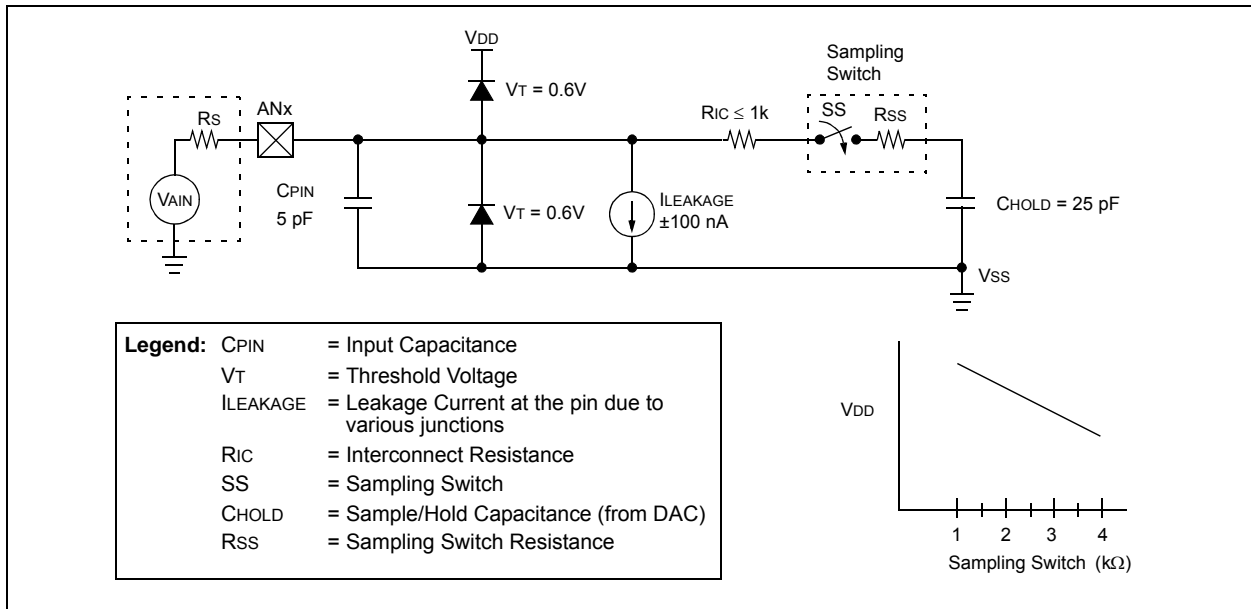 VDD
Sampling
Switch
VT = 0.6V
RS
ANx
RIC ≤ 1k
SS
RSS
VAIN
CPIN
5 pF
VT = 0.6V
ILEAKAGE
±100 nA
CHOLD = 25 pF
VSS
Legend: CPIN = Input Capacitance
VT = Threshold Voltage
ILEAKAGE = Leakage Current at the pin due to
various junctions
RIC = Interconnect Resistance
SS = Sampling Switch
CHOLD = Sample/Hold Capacitance (from DAC)
RSS = Sampling Switch Resistance
VDD
1 2 3 4
Sampling Switch (kΩ)